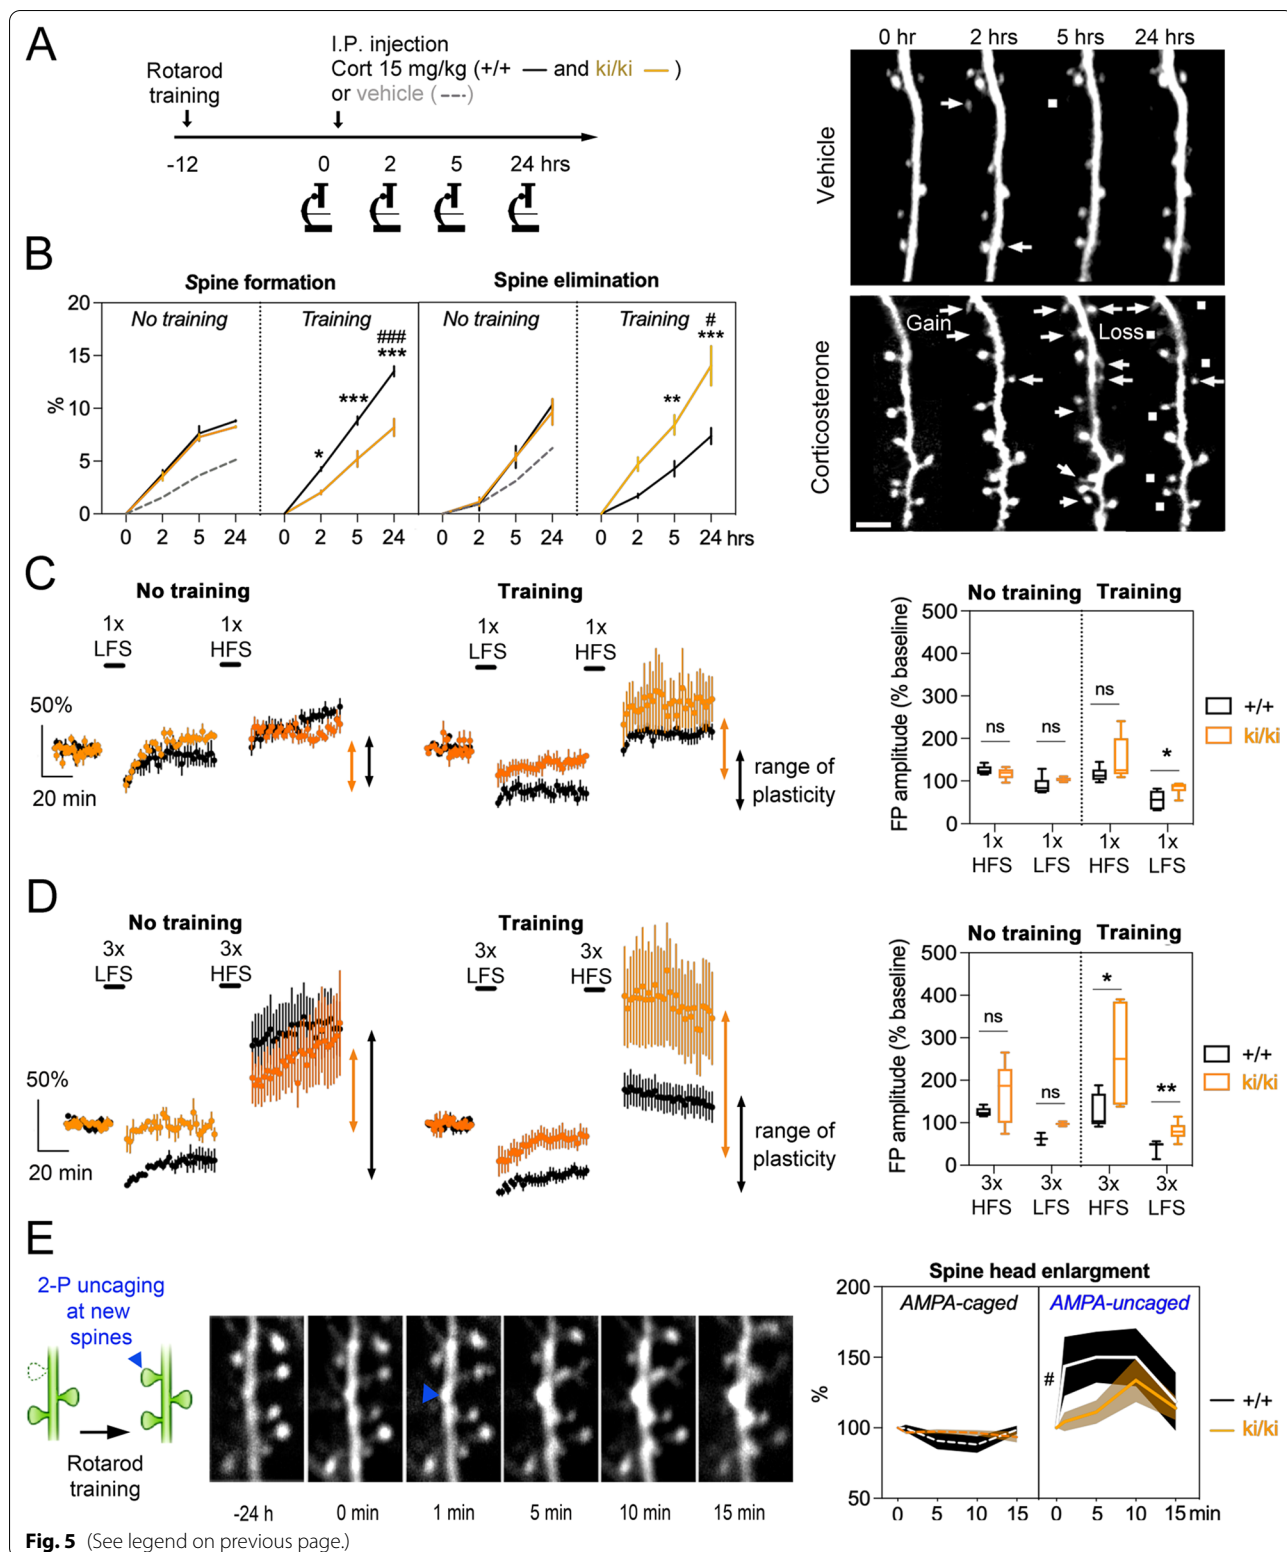 A
Rotarod
training
I.P. injection
Cort 15 mg/kg (+/+ — and ki/ki — )
or vehicle ( --- )
-12 0 2 5 24 hrs
0 hr 2 hrs 5 hrs 24 hrs
Vehicle
Corticosterone
Gain
Loss
B
Spine formation Spine elimination
No training Training No training Training
20
15
10
5
0
%
* *** ### ***
** # ***
0 2 5 24 0 2 5 24 0 2 5 24 0 2 5 24 hrs
C
No training Training
1x
LFS
1x
HFS
1x
LFS
1x
HFS
50%
20 min
range of
plasticity
No training Training
FP amplitude (% baseline)
500
400
300
200
100
0
ns ns ns *
1x
HFS
1x
LFS
1x
HFS
1x
LFS
+/+
ki/ki
D
No training Training
3x
LFS
3x
HFS
3x
LFS
3x
HFS
50%
20 min
range of
plasticity
No training Training
FP amplitude (% baseline)
500
400
300
200
100
0
ns ns * **
3x
HFS
3x
LFS
3x
HFS
3x
LFS
+/+
ki/ki
E
2-P uncaging
at new
spines
Rotarod
training
-24 h 0 min 1 min 5 min 10 min 15 min
Spine head enlargment
AMPA-caged AMPA-uncaged
200
150
100
50
%
#
0 5 10 15 0 5 10 15 min
+/+
ki/ki
Fig. 5 (See legend on previous page.)